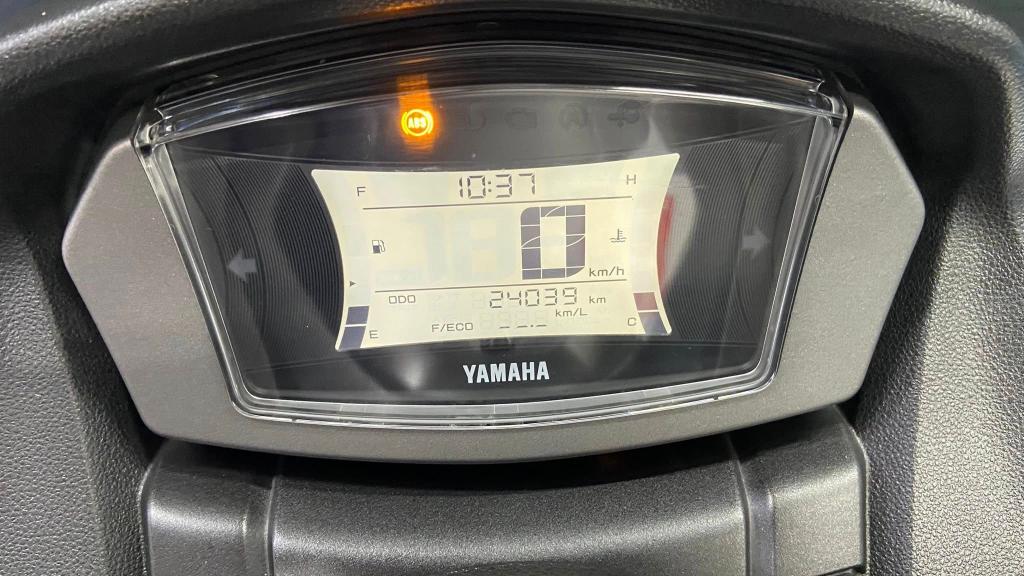 ABS
F 10:37 H
0 km/h
ODO 24039 km
F/ECO km/L
E C
YAMAHA